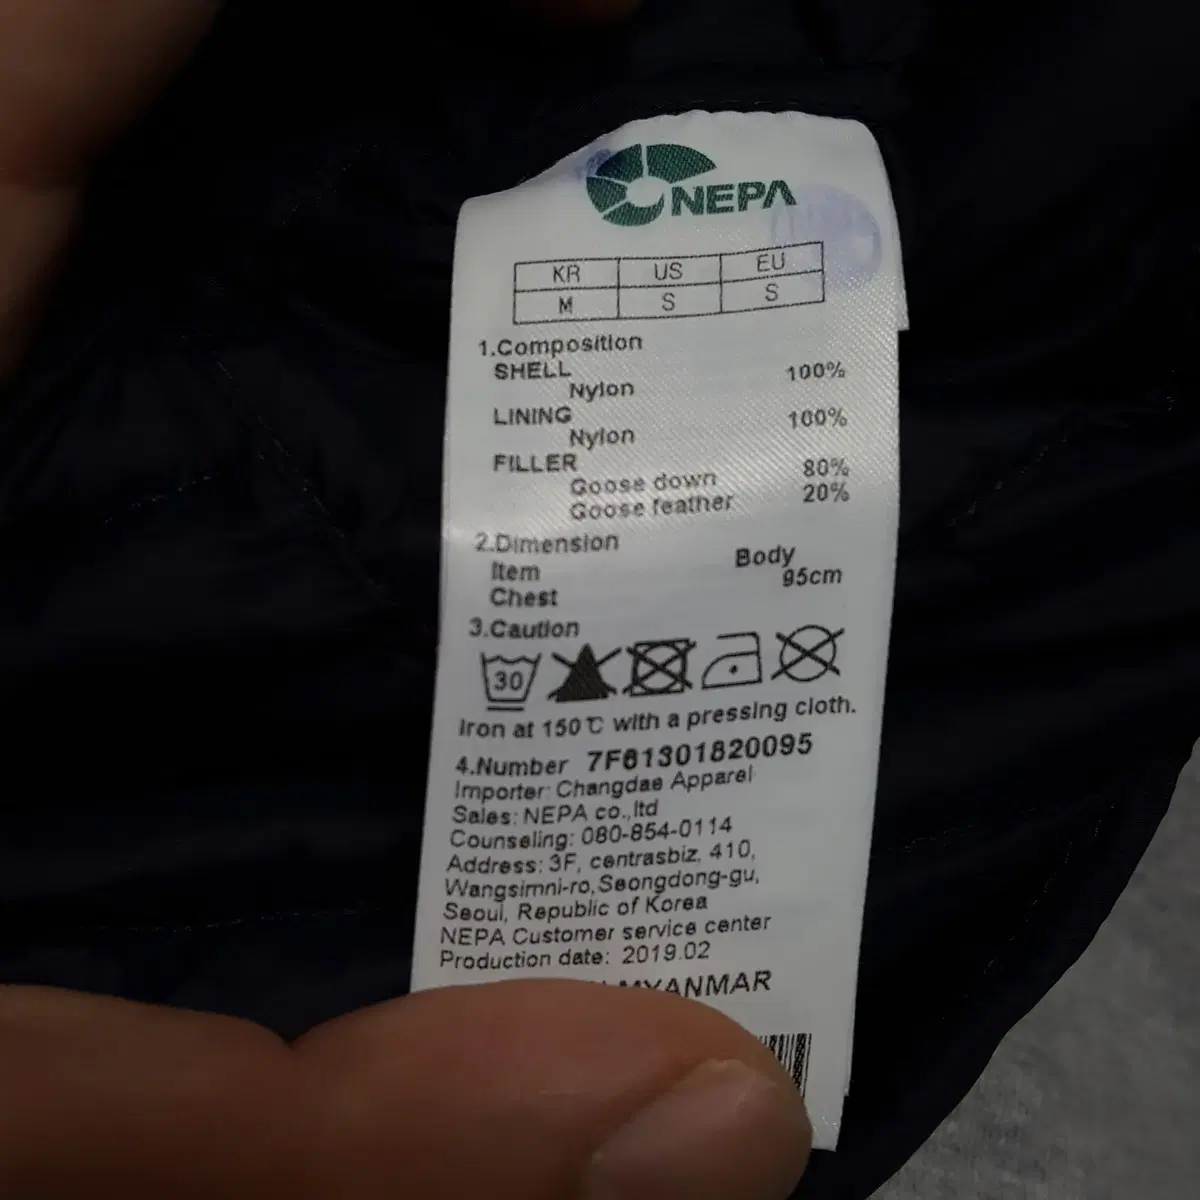 NEPA
KR US EU
M S S
1.Composition
SHELL
Nylon 100%
LINING
Nylon 100%
FILLER
Goose down 80%
Goose feather 20%
2.Dimension
Item Body
Chest 95cm
3.Caution
30
Iron at 150℃ with a pressing cloth.
4.Number 7F61301820095
Importer: Changdae Apparel
Sales: NEPA co.,ltd
Counseling: 080-854-0114
Address: 3F, centrasbiz, 410,
Wangsimni-ro,Seongdong-gu,
Seoul, Republic of Korea
NEPA Customer service center
Production date: 2019.02
MYANMAR